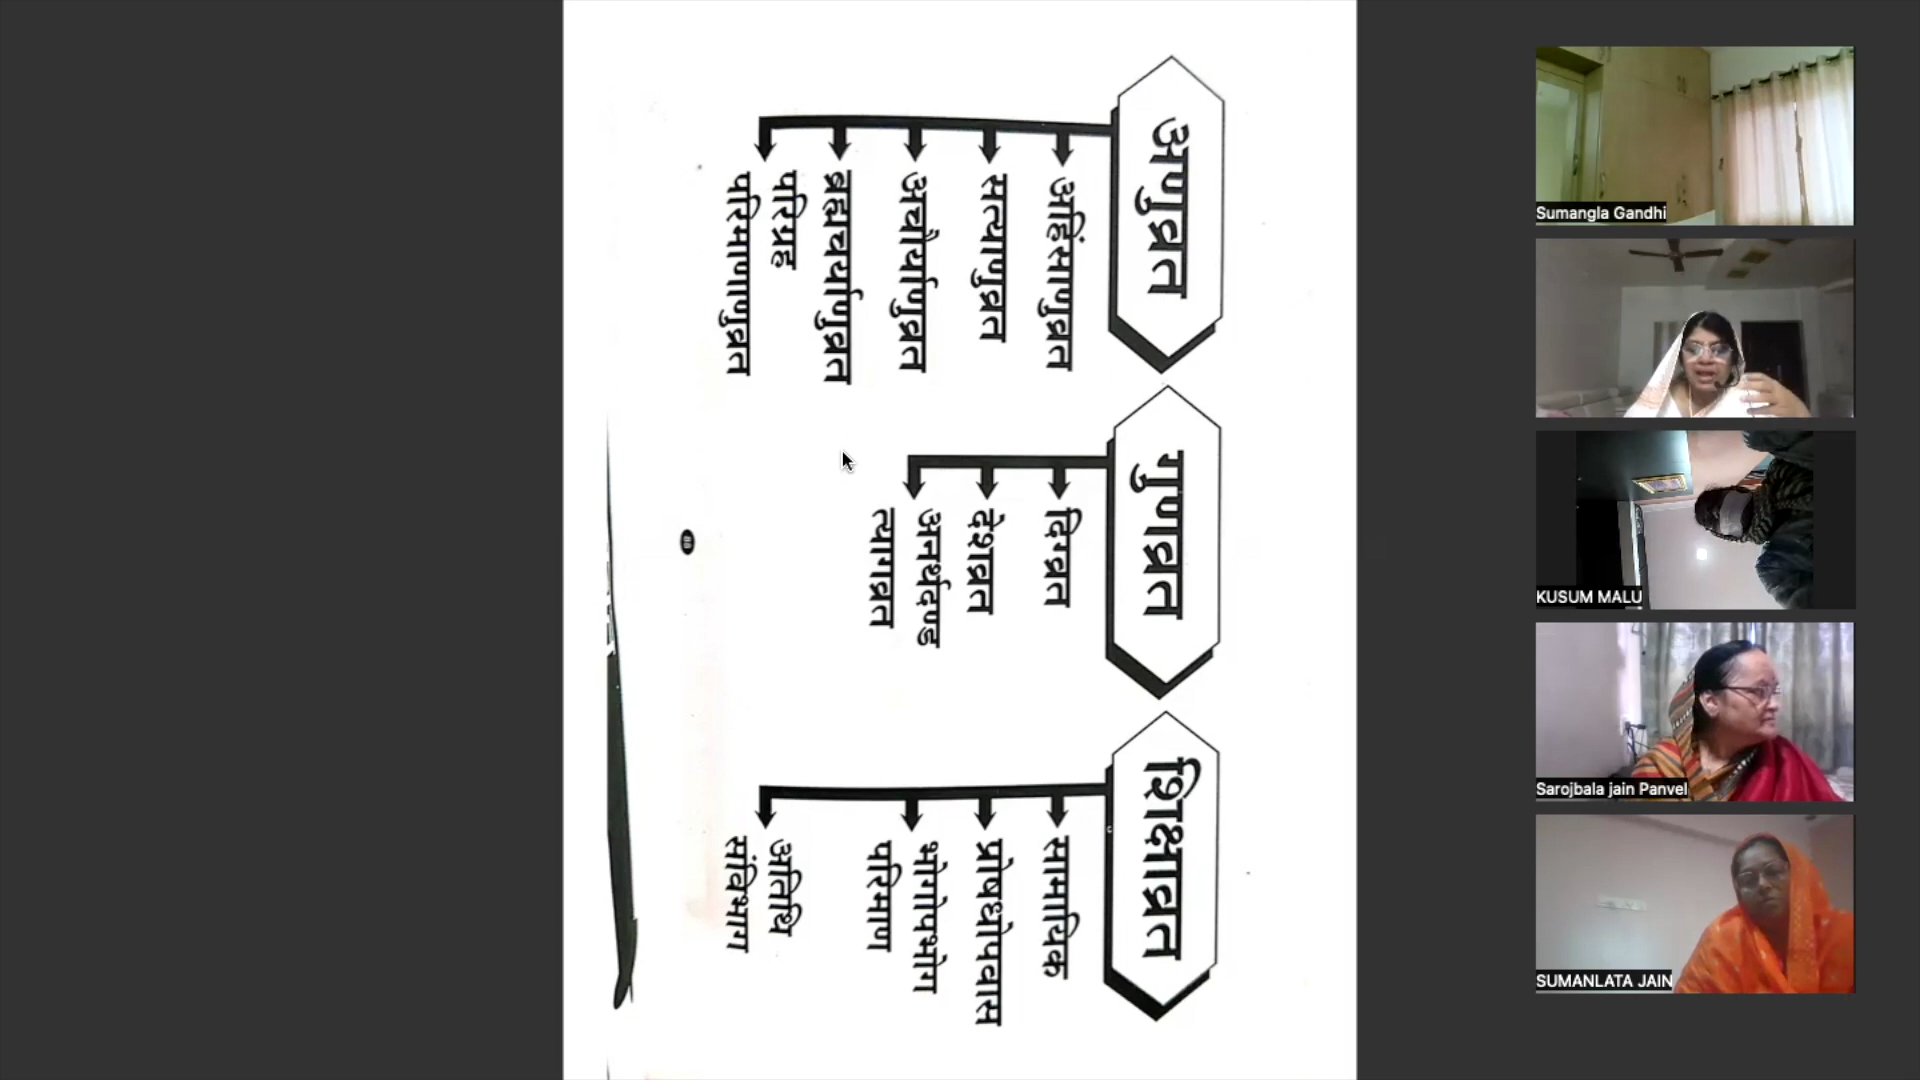 अणुव्रत
अहिंसाणुव्रत
सत्याणुव्रत
अचौर्याणुव्रत
ब्रह्मचर्याणुव्रत
परिग्रह
परिमाणाणुव्रत
गुणव्रत
दिग्व्रत
देशव्रत
अनर्थदण्ड
त्यागव्रत
शिक्षाव्रत
सामायिक
प्रोषधोपवास
भोगोपभोग
परिमाण
अतिथि
संविभाग
Sumangla Gandhi
KUSUM MALU
Sarojbala jain Panvel
SUMANLATA JAIN